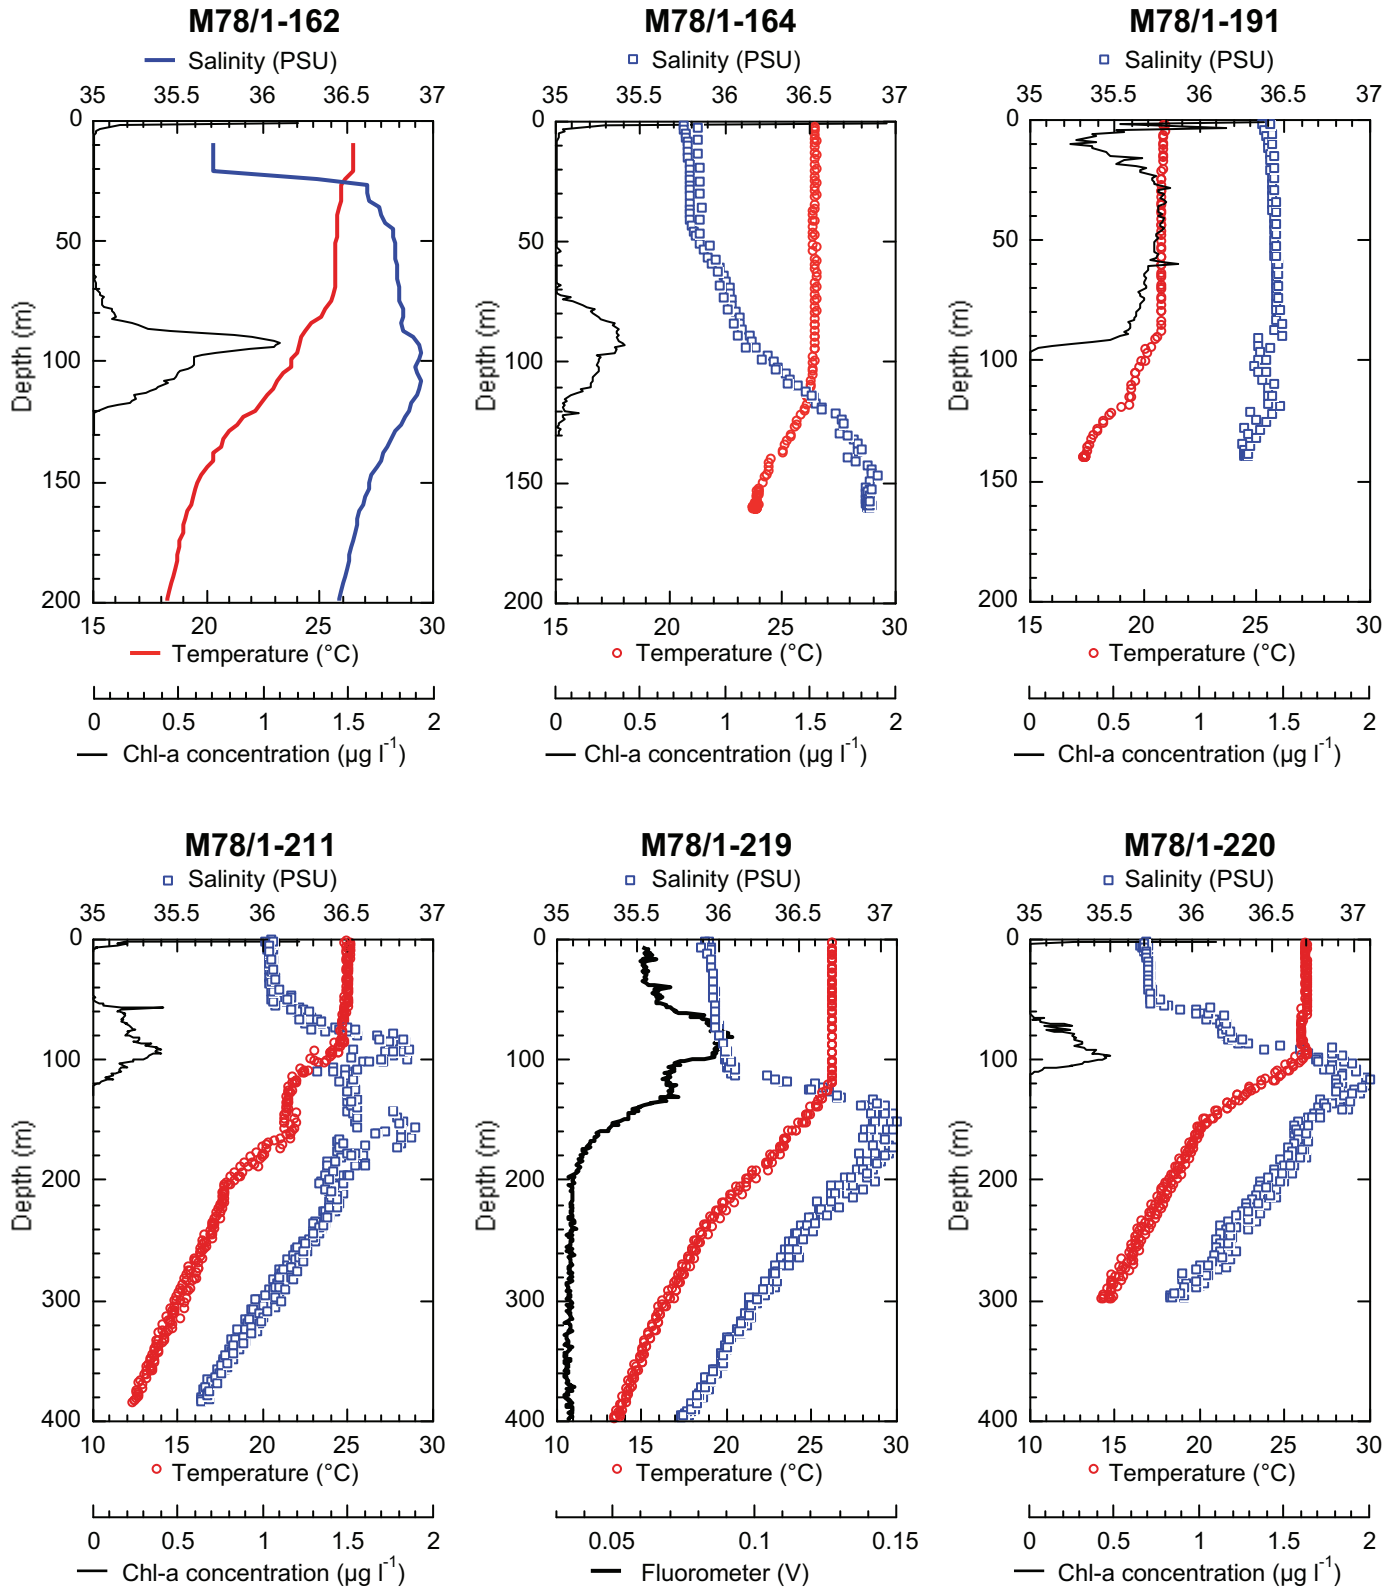 M78/1-162 M78/1-164 M78/1-191
Salinity (PSU) Salinity (PSU) Salinity (PSU)
35 35.5 36 36.5 37 35 35.5 36 36.5 37 35 35.5 36 36.5 37
0 0 0
50 50 50
100 100 100
150 150 150
200 200 200
Depth (m) Depth (m) Depth (m)
15 20 25 30 15 20 25 30 15 20 25 30
Temperature (°C) Temperature (°C) Temperature (°C)
0 0.5 1 1.5 2 0 0.5 1 1.5 2 0 0.5 1 1.5 2
Chl-a concentration (µg l⁻¹) Chl-a concentration (µg l⁻¹) Chl-a concentration (µg l⁻¹)
M78/1-211 M78/1-219 M78/1-220
Salinity (PSU) Salinity (PSU) Salinity (PSU)
35 35.5 36 36.5 37 35 35.5 36 36.5 37 35 35.5 36 36.5 37
0 0 0
100 100 100
200 200 200
300 300 300
400 400 400
Depth (m) Depth (m) Depth (m)
10 15 20 25 30 10 15 20 25 30 10 15 20 25 30
Temperature (°C) Temperature (°C) Temperature (°C)
0 0.5 1 1.5 2 0.05 0.1 0.15 0 0.5 1 1.5 2
Chl-a concentration (µg l⁻¹) Fluorometer (V) Chl-a concentration (µg l⁻¹)